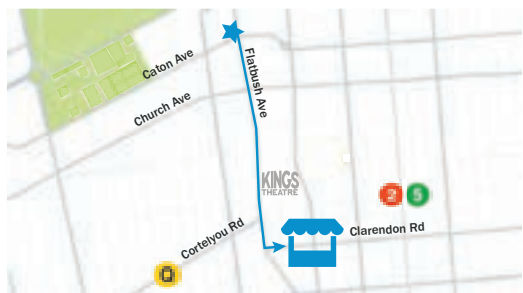 Caton Ave
Church Ave
Flatbush Ave
KINGS
THEATRE
2
5
Clarendon Rd
Cortelyou Rd
Q